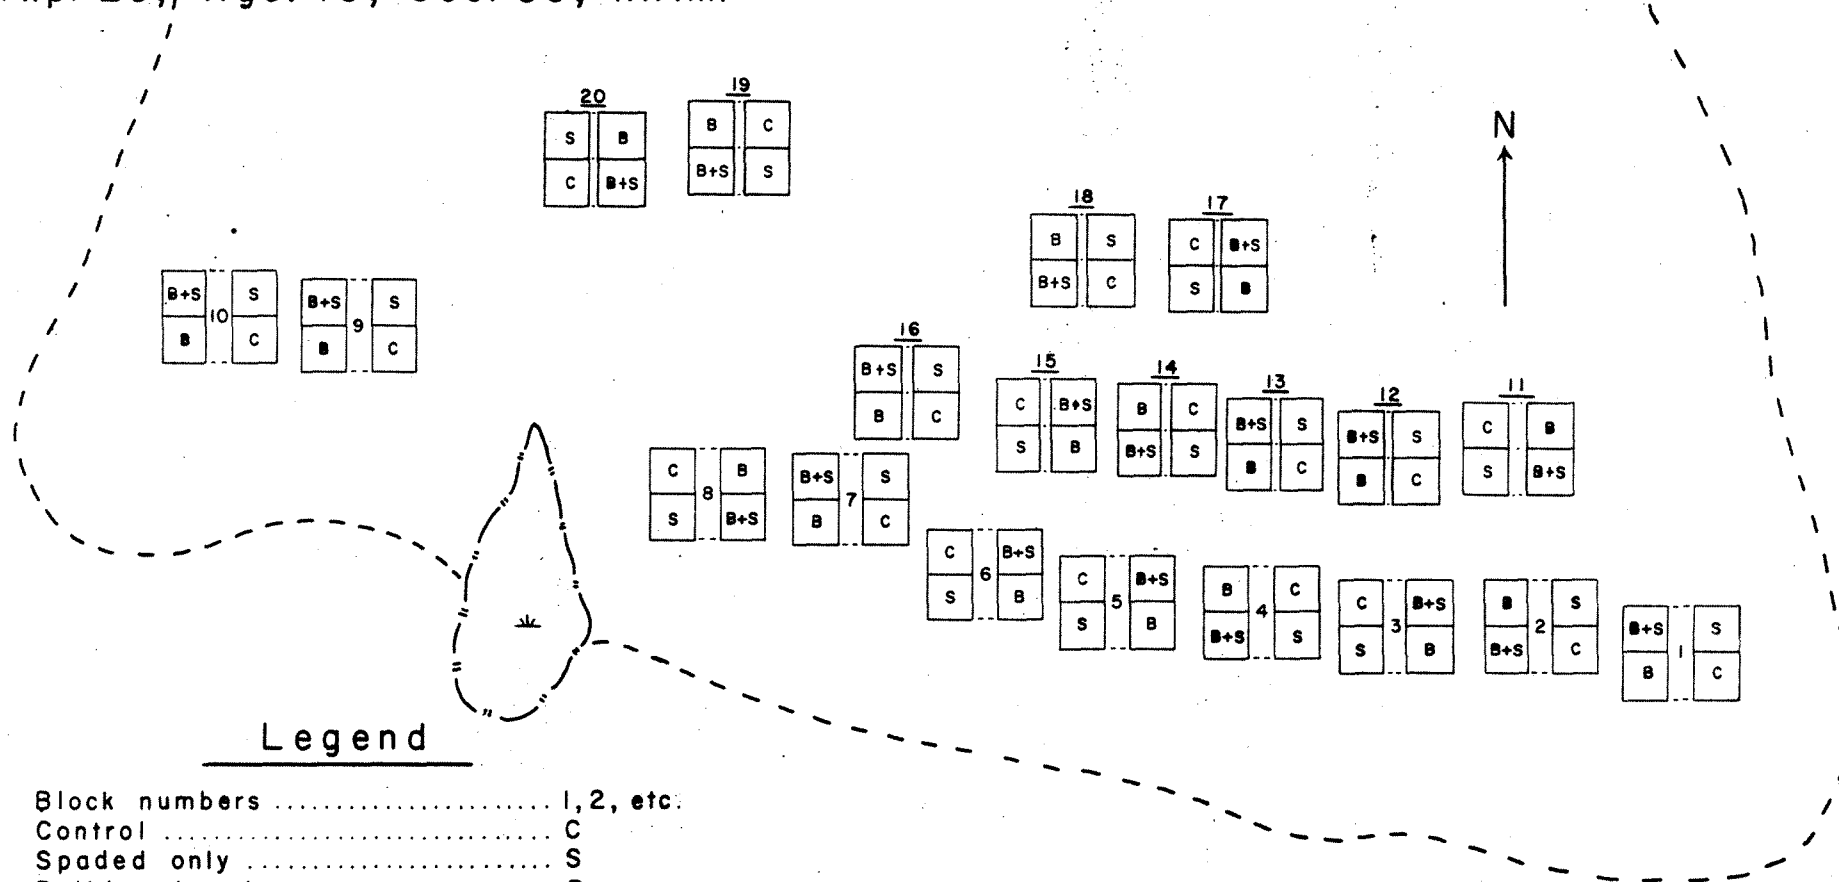 20 19
S B B C
C B+S B+S S
N
18 17
B S C B+S
B+S C S B
B+S S B+S S
10 9
B C B C
16
B+S S
B C
15 14 13 12 11
C B+S B C B+S S B+S S C B
S B B+S S B C B C S B+S
C B B+S S
8 7
S B+S B C
C B+S C B+S B C C B+S B S B+S S
6 5 4 3 2 1
S B S B B+S S S B B+S C B C
Legend
Block numbers ....................... 1, 2, etc.
Control .................................. C
Spaded only ......................... S